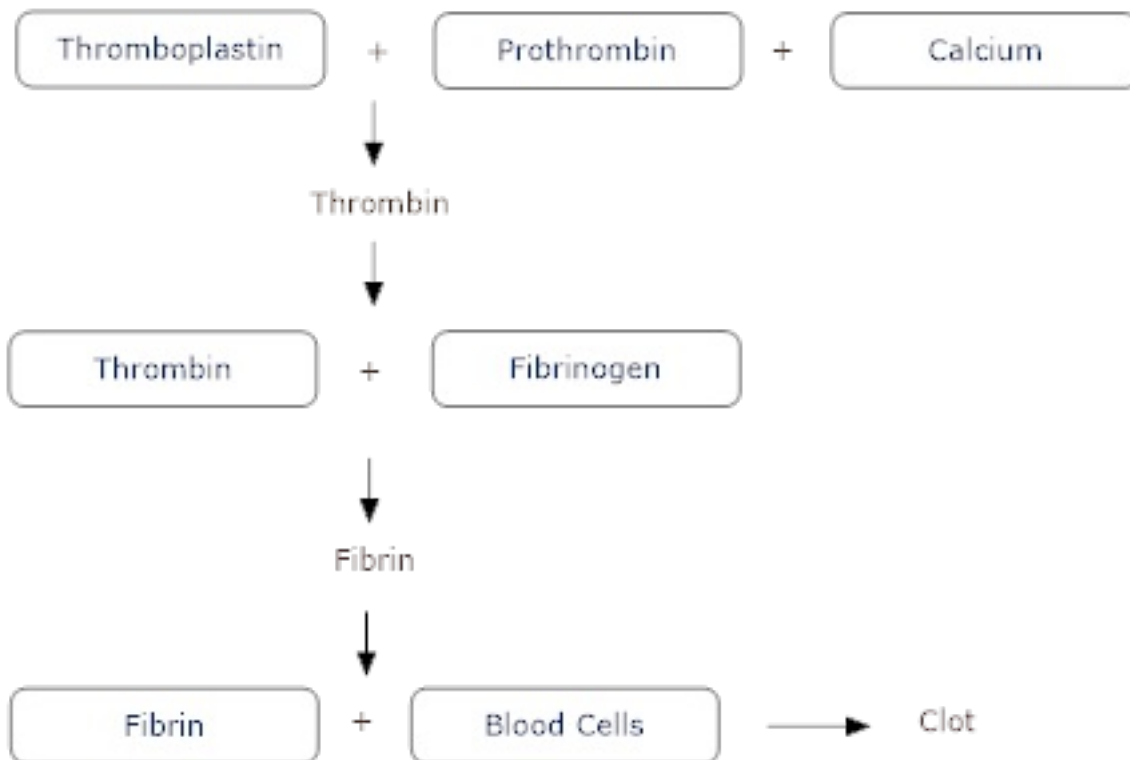 Thromboplastin + Prothrombin + Calcium
Thrombin
Thrombin + Fibrinogen
Fibrin
Fibrin + Blood Cells Clot